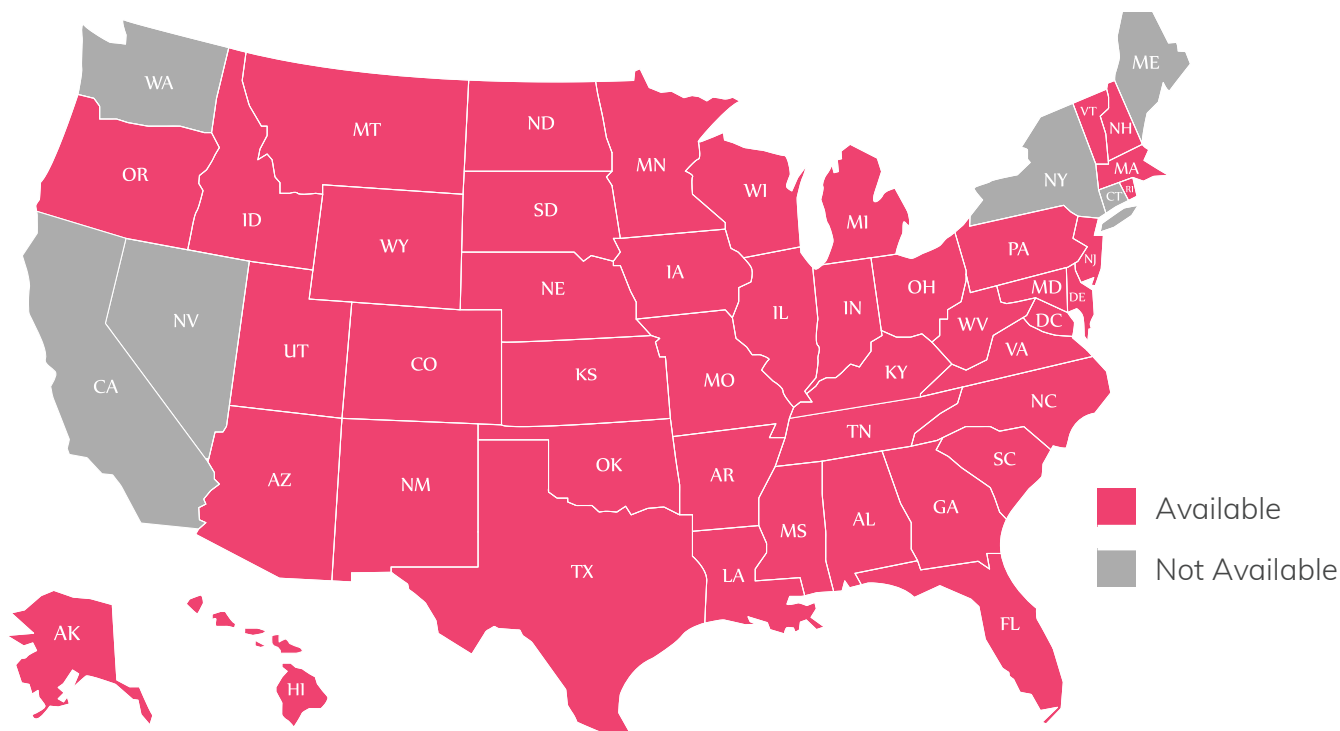 WA
ME
MT
ND
VT
NH
MN
OR
MA
WI
NY
RI
CT
ID
SD
MI
WY
PA
IA
NJ
NE
OH
MD
DE
IL
IN
NV
WV
DC
UT
VA
CO
KS
KY
CA
MO
NC
TN
SC
OK
AR
AZ
NM
GA
Available
AL
MS
TX
LA
Not Available
FL
AK
HI